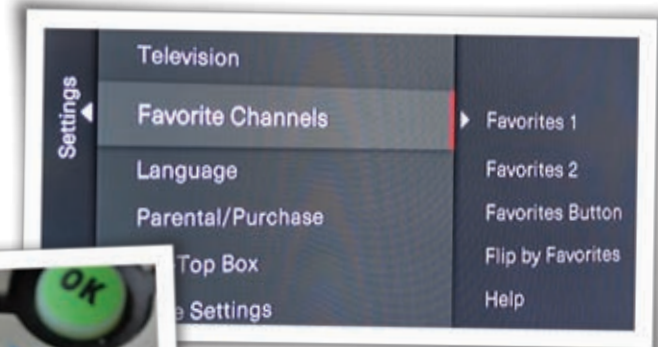 Settings
Television
Favorite Channels
Language
Parental/Purchase
Top Box
Settings
Favorites 1
Favorites 2
Favorites Button
Flip by Favorites
Help
OK